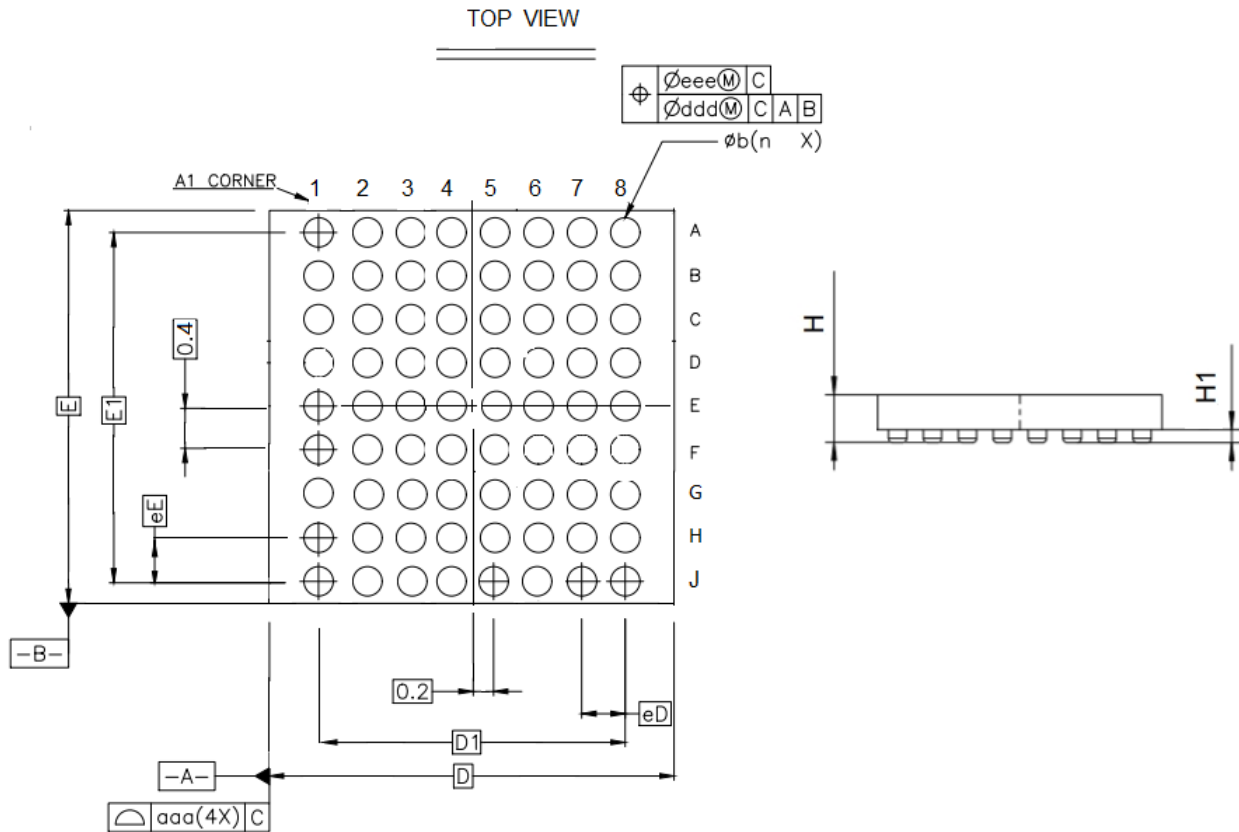 TOP VIEW
Øeee Ⓜ C
Øddd Ⓜ C A B
øb(n X)
A1 CORNER
1 2 3 4 5 6 7 8
A
B
C
D
E
F
G
H
J
E
E1
0.4
eE
-B-
H
H1
0.2
eD
D1
-A-
D
aaa(4X) C